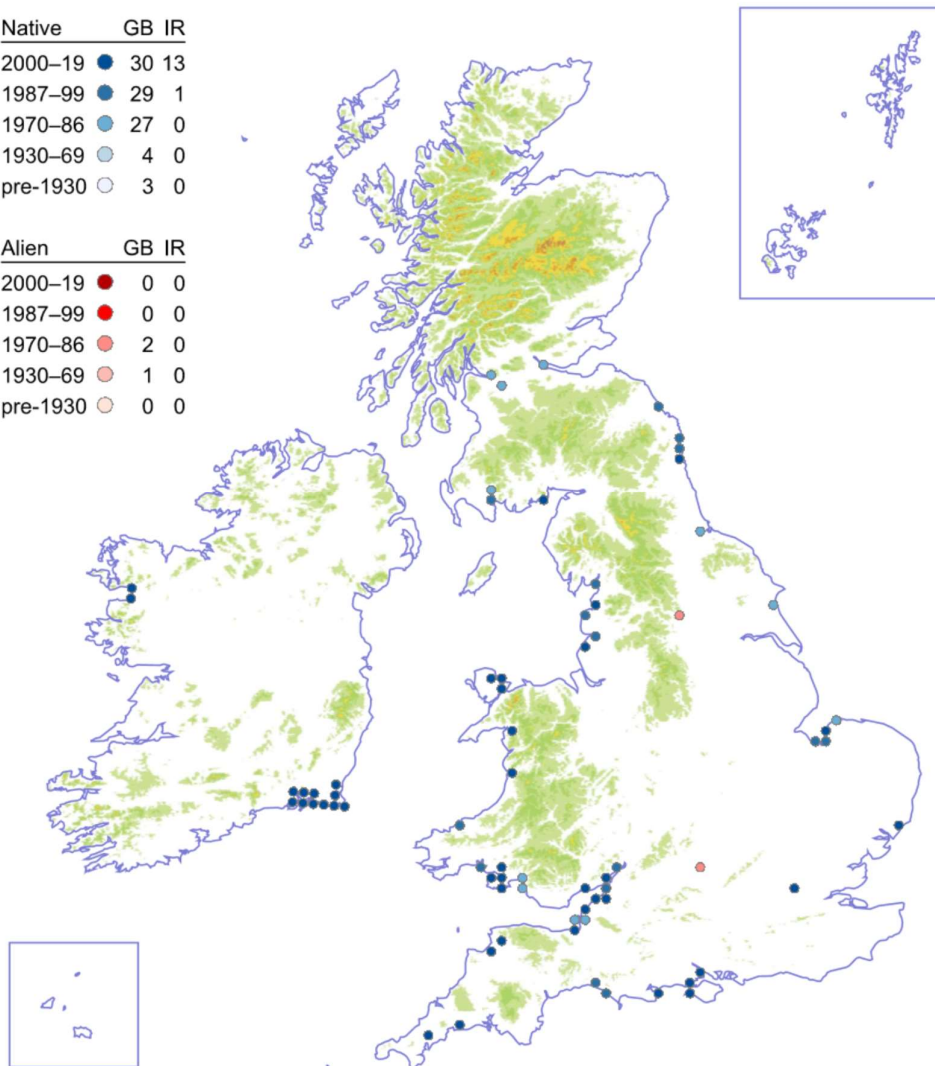 Native GB IR
2000–19 30 13
1987–99 29 1
1970–86 27 0
1930–69 4 0
pre-1930 3 0
Alien GB IR
2000–19 0 0
1987–99 0 0
1970–86 2 0
1930–69 1 0
pre-1930 0 0